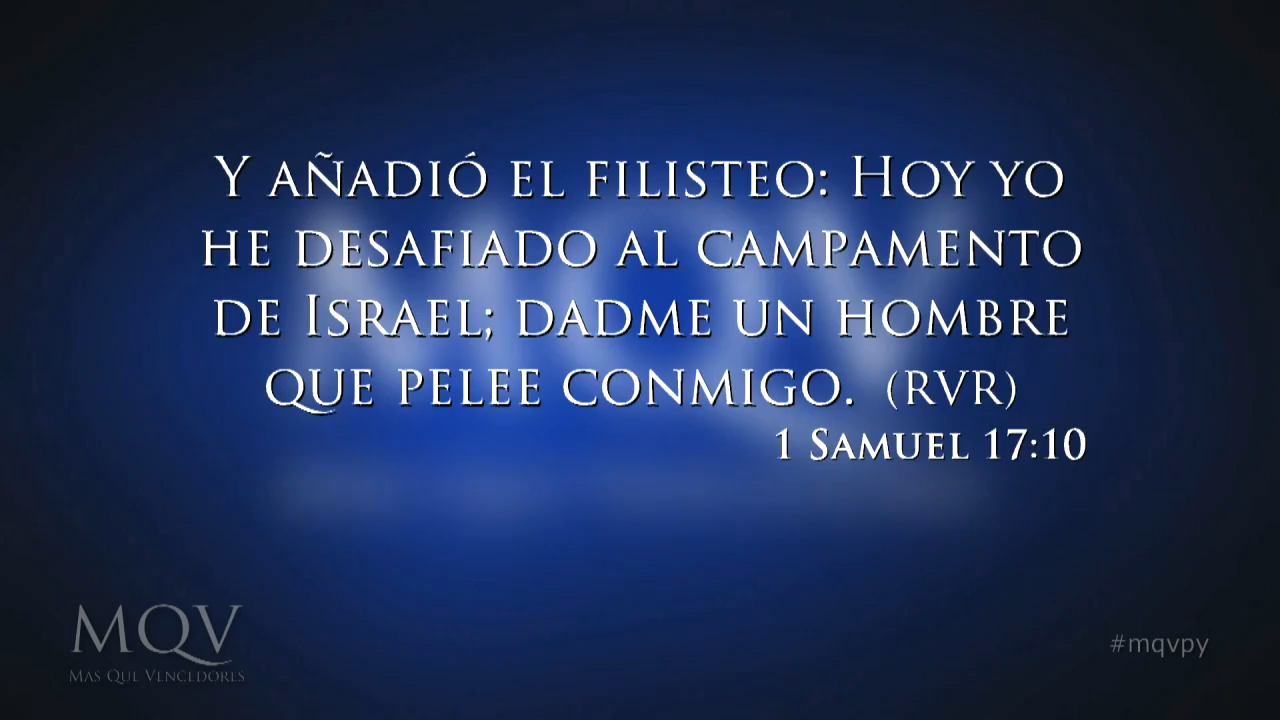 Y añadió el filisteo: Hoy yo
he desafiado al campamento
de Israel; dadme un hombre
que pelee conmigo. (RVR)
1 Samuel 17:10
MQV
Mas Que Vencedores
#mqvpy